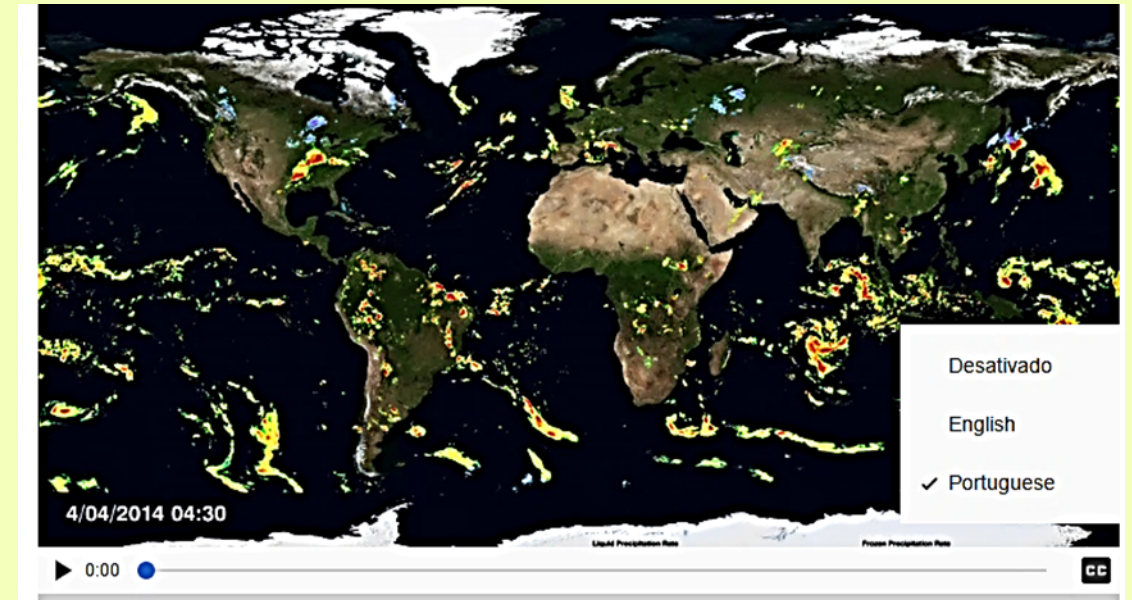 Desativado
English
Portuguese
4/04/2014 04:30
Liquid Precipitation Rate
Frozen Precipitation Rate
0:00
CC